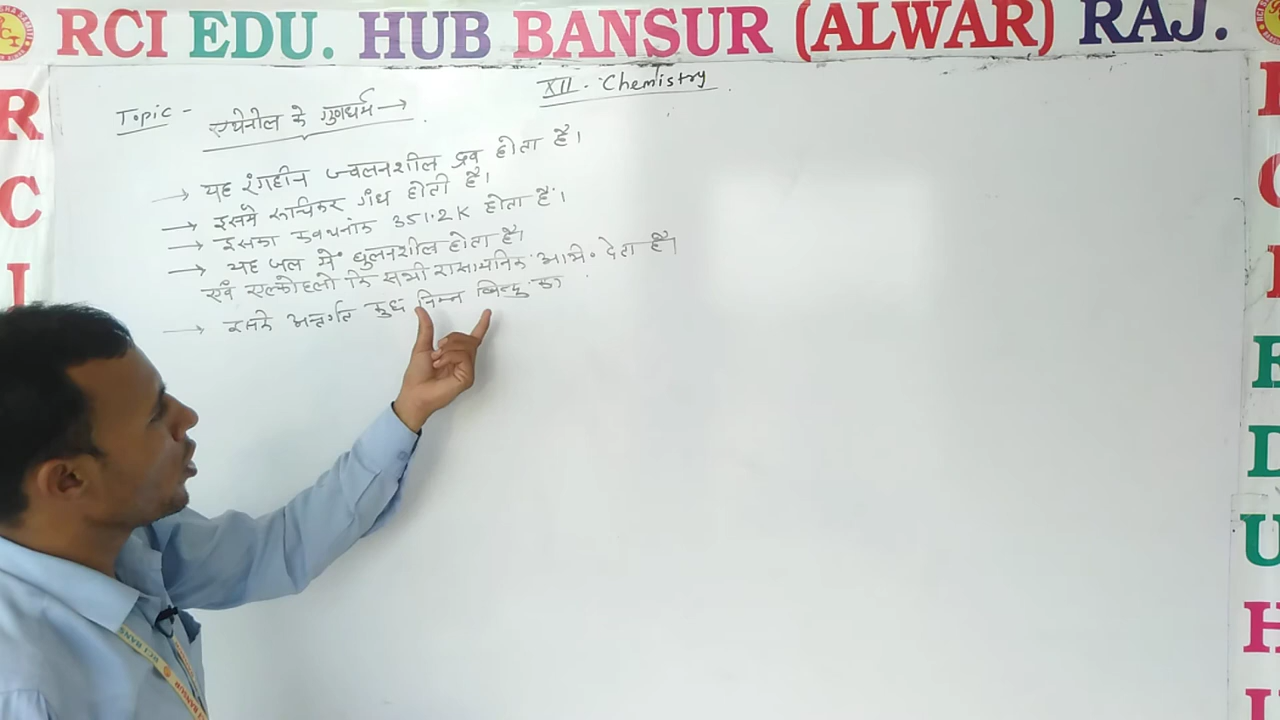 RCI EDU. HUB BANSUR (ALWAR) RAJ.
XII - Chemistry
Topic - एथेनॉल के गुणधर्म →
→ यह रंगहीन ज्वलनशील द्रव होता है।
→ इसमें रूचिकर गंध होती है।
→ इसका क्वथनांक 351.2K होता है।
→ यह जल में घुलनशील होता है।
एवं एल्कोहलो कि सभी रासायनिक अभि॰ देता है।
→ इसके अन्तर्गत कुछ निम्न बिन्दु का
R
C
I
R
C
I
E
D
U
H
U